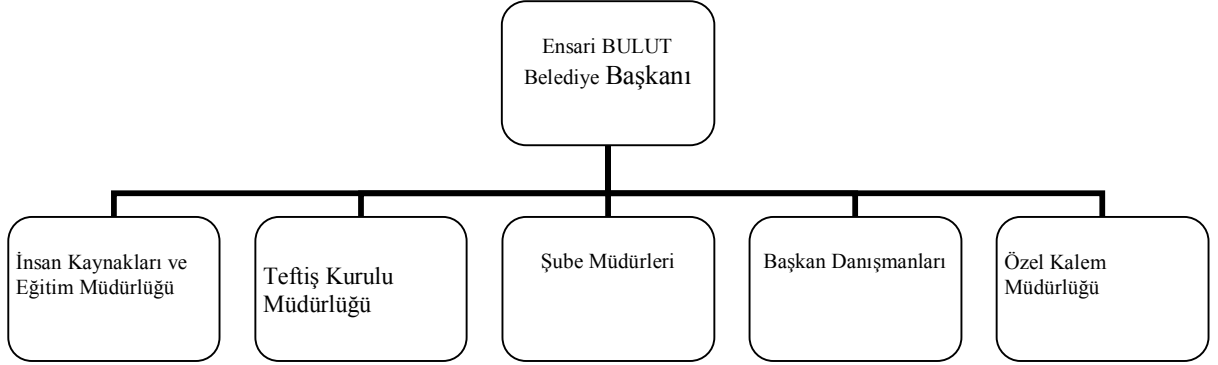 Ensari BULUT
Belediye Başkanı
İnsan Kaynakları ve
Eğitim Müdürlüğü
Teftiş Kurulu
Müdürlüğü
Şube Müdürleri
Başkan Danışmanları
Özel Kalem
Müdürlüğü